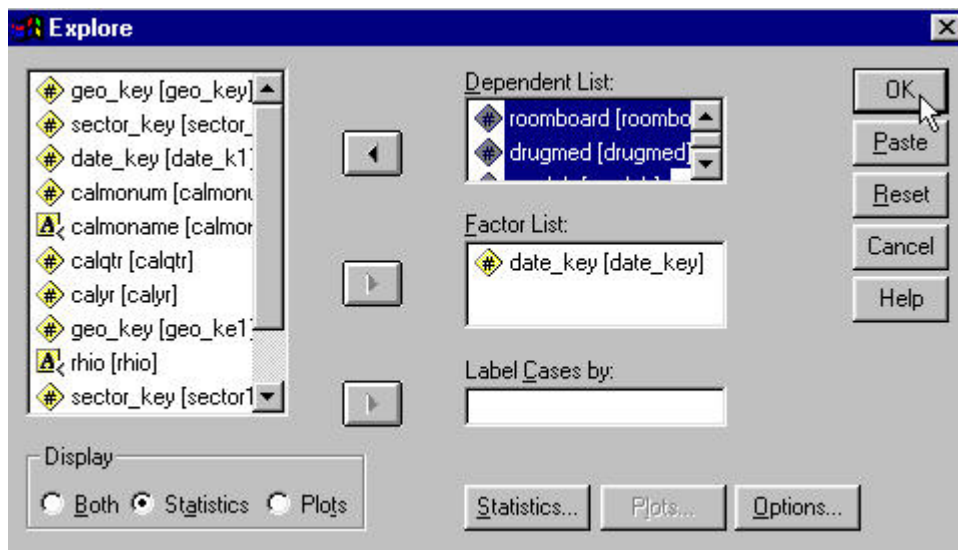 Explore
geo_key [geo_key]
sector_key [sector_
date_key [date_k1]
calmonum [calmonu
calmoname [calmor
calqtr [calqtr]
calyr [calyr]
geo_key [geo_ke1]
rhio [rhio]
sector_key [sector1
Dependent List:
roomboard [roombo
drugmed [drugmed]
Factor List:
date_key [date_key]
Label Cases by:
OK
Paste
Reset
Cancel
Help
Display
Both Statistics Plots
Statistics... Plots... Options...